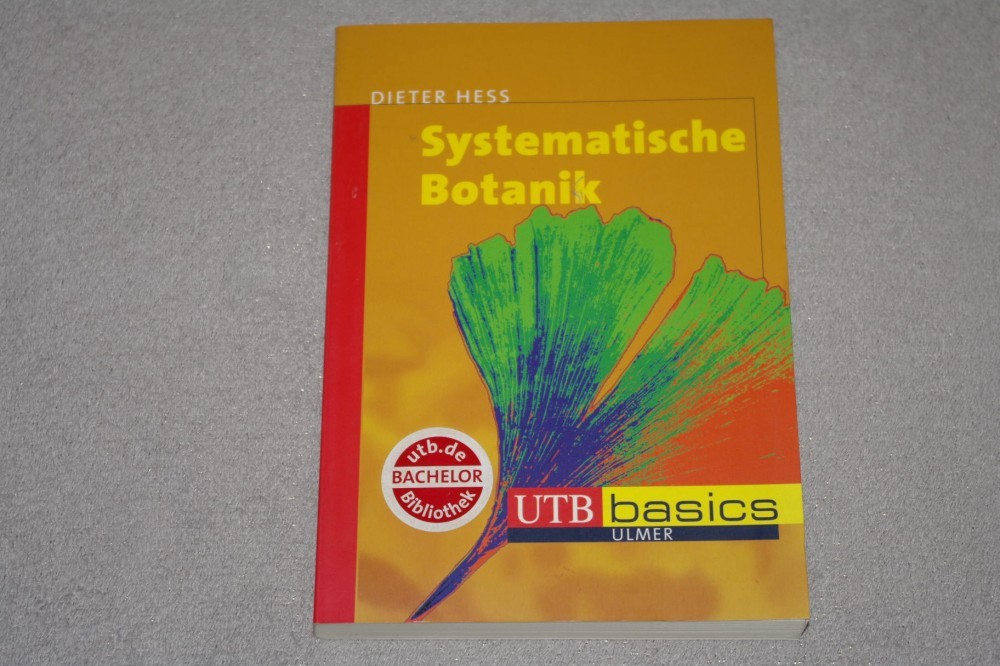 DIETER HESS
Systematische
Botanik
utb.de
BACHELOR
Bibliothek
UTB basics
ULMER